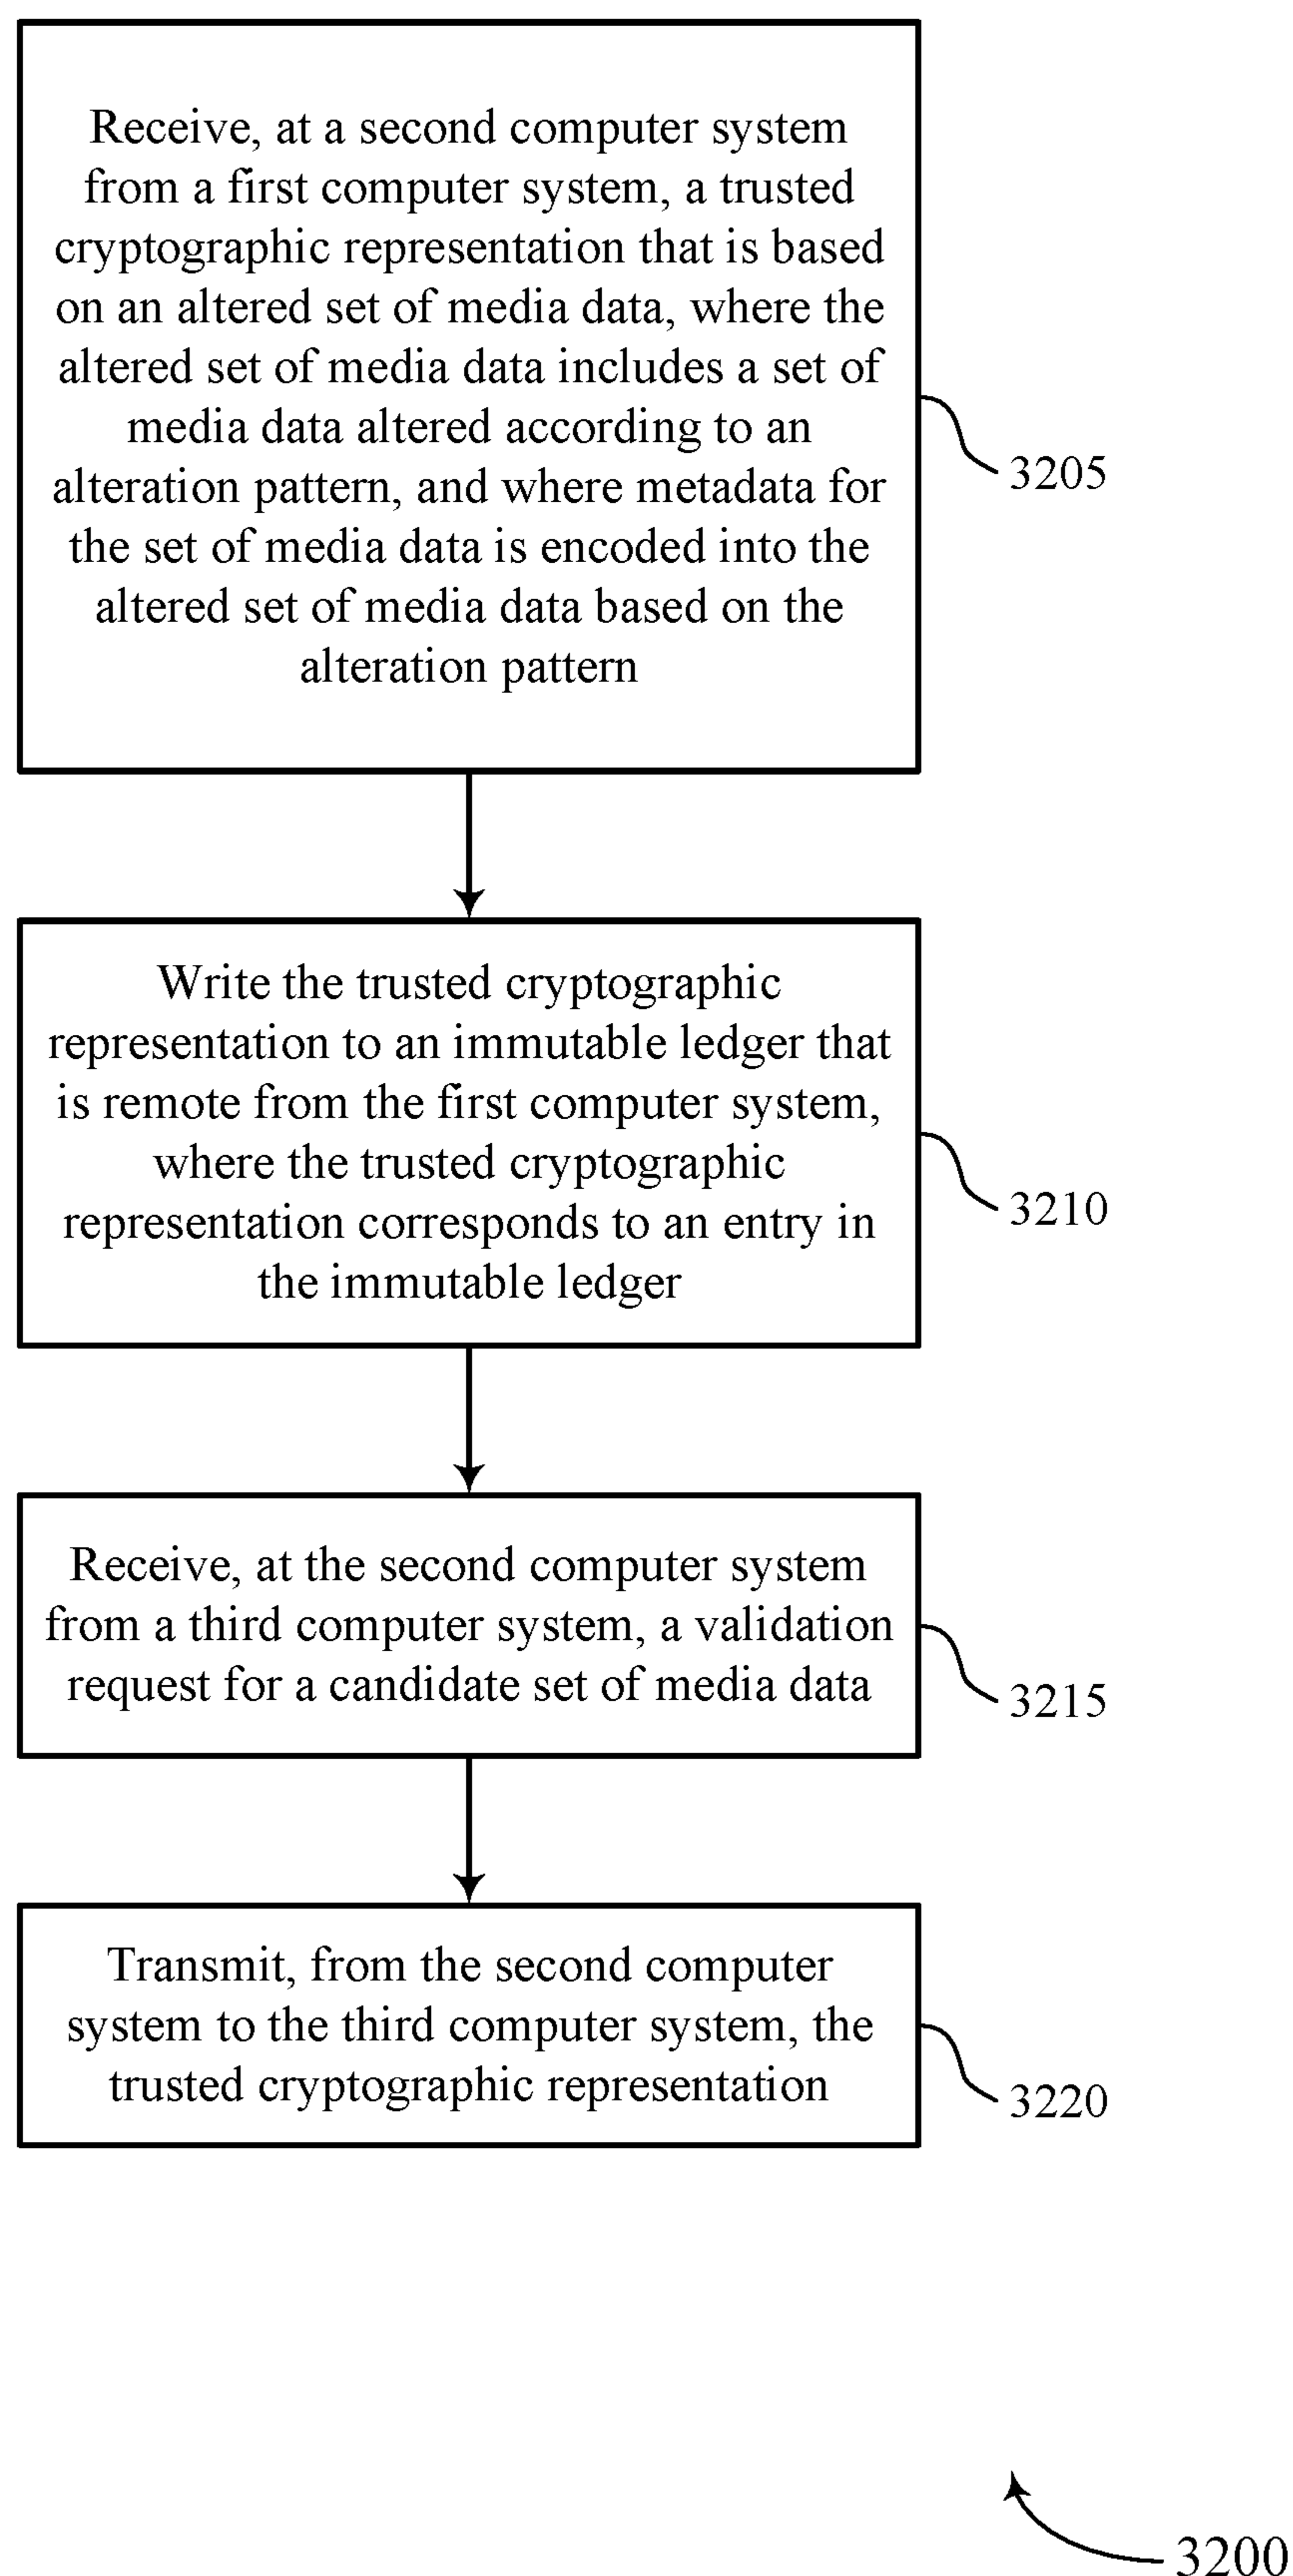 Receive, at a second computer system
from a first computer system, a trusted
cryptographic representation that is based
on an altered set of media data, where the
altered set of media data includes a set of
media data altered according to an
alteration pattern, and where metadata for
the set of media data is encoded into the
altered set of media data based on the
alteration pattern
3205
Write the trusted cryptographic
representation to an immutable ledger that
is remote from the first computer system,
where the trusted cryptographic
representation corresponds to an entry in
the immutable ledger
3210
Receive, at the second computer system
from a third computer system, a validation
request for a candidate set of media data
3215
Transmit, from the second computer
system to the third computer system, the
trusted cryptographic representation
3220
3200